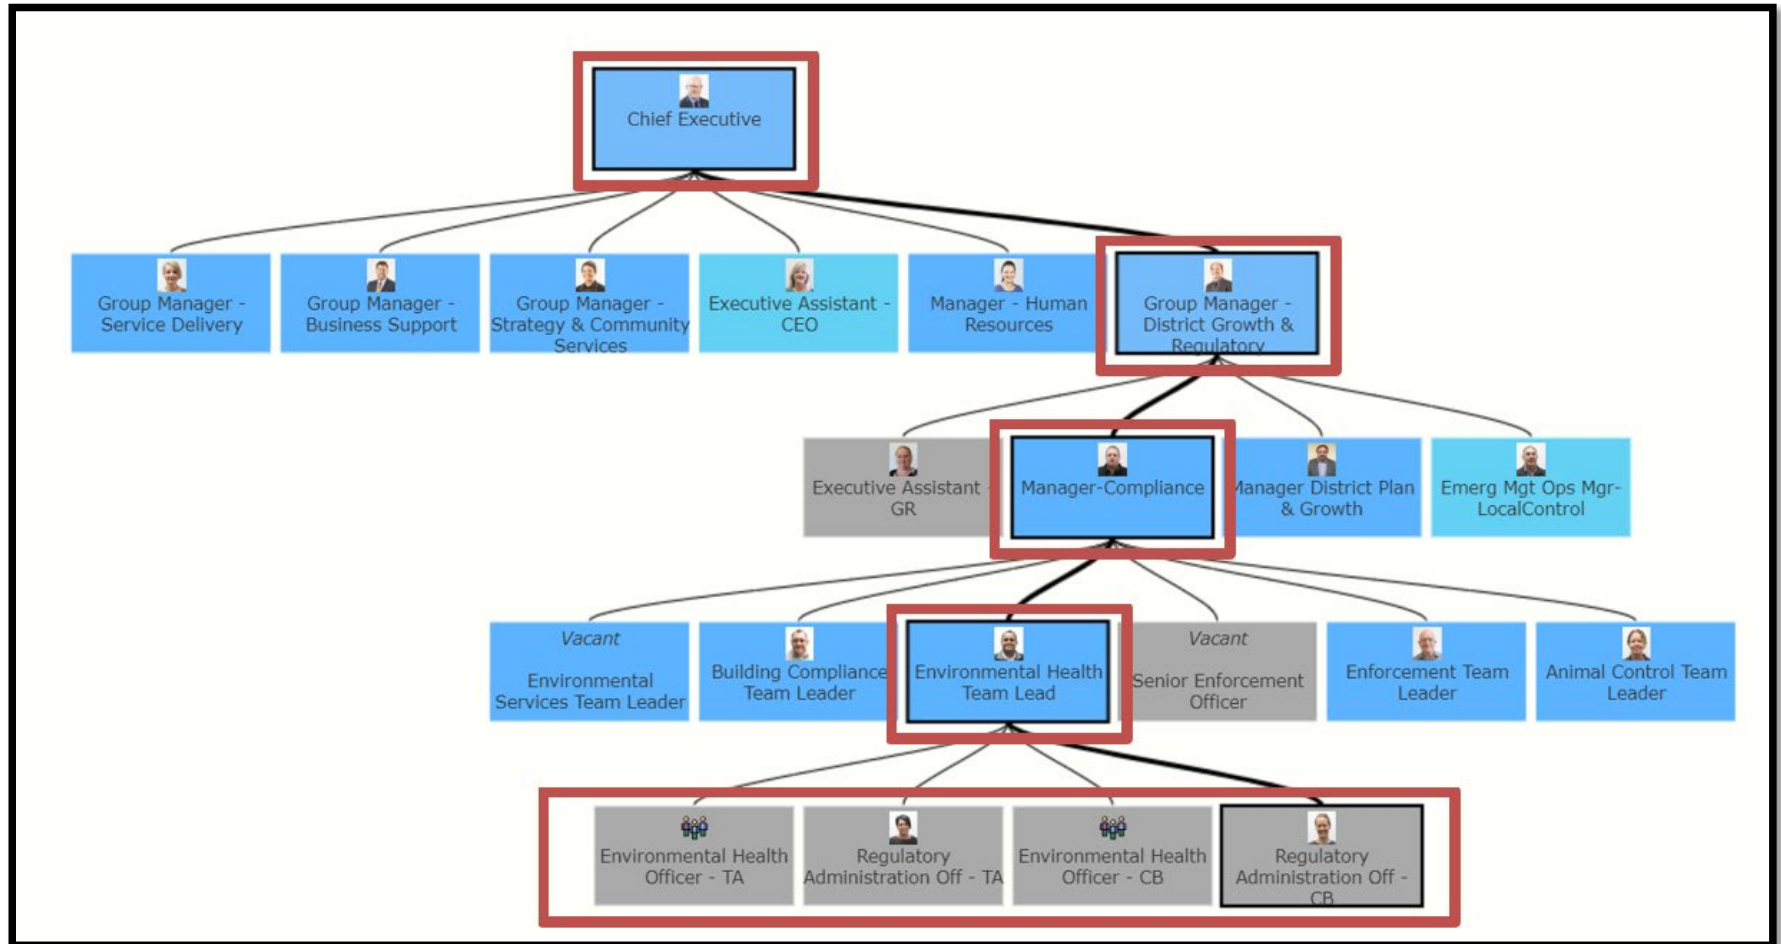 Chief Executive
Group Manager -
Service Delivery
Group Manager -
Business Support
Group Manager -
Strategy & Community
Services
Executive Assistant -
CEO
Manager - Human
Resources
Group Manager -
District Growth &
Regulatory
Executive Assistant -
GR
Manager-Compliance
Manager District Plan
& Growth
Emerg Mgt Ops Mgr-
LocalControl
Vacant
Environmental
Services Team Leader
Building Compliance
Team Leader
Environmental Health
Team Lead
Vacant
Senior Enforcement
Officer
Enforcement Team
Leader
Animal Control Team
Leader
Environmental Health
Officer - TA
Regulatory
Administration Off - TA
Environmental Health
Officer - CB
Regulatory
Administration Off -
CB